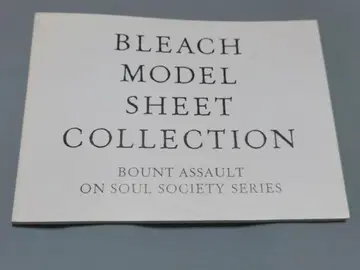 BLEACH
MODEL
SHEET
COLLECTION
BOUNT ASSAULT
ON SOUL SOCIETY SERIES